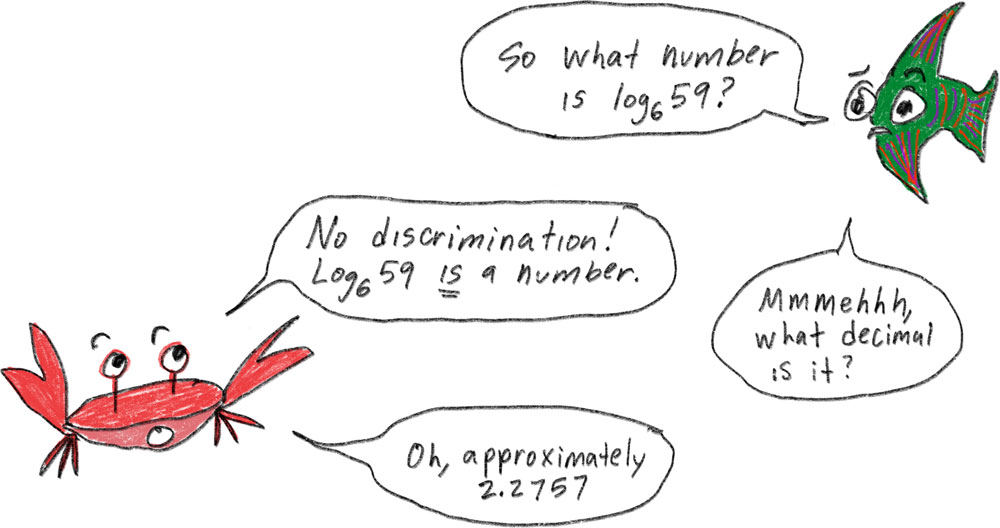 So what number
is log₆59?
No discrimination!
Log₆59 is a number.
Mmmehhh,
what decimal
is it?
Oh, approximately
2.2757